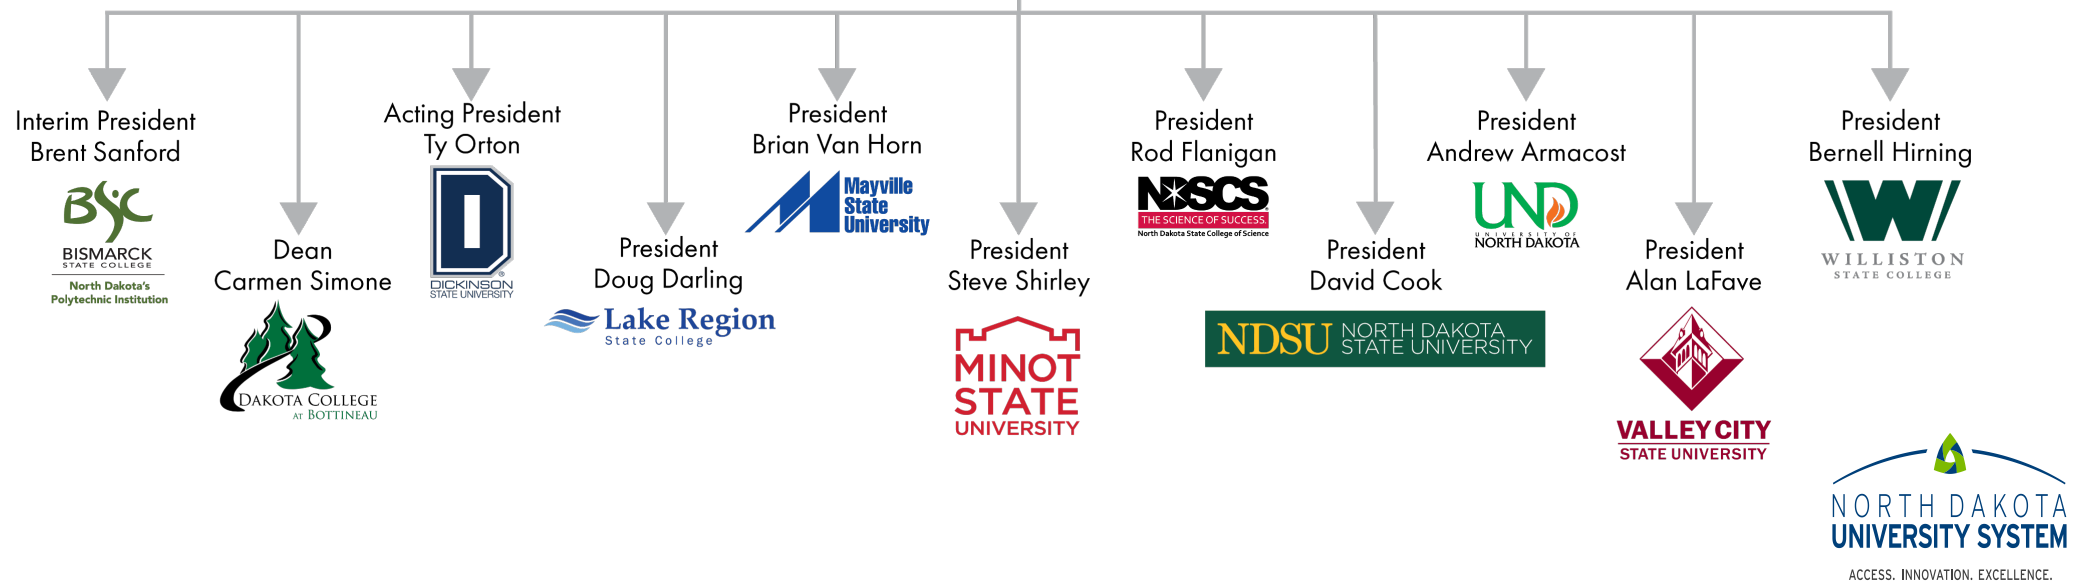 Interim President
Brent Sanford
BSC
BISMARCK
STATE COLLEGE
North Dakota's
Polytechnic Institution
Dean
Carmen Simone
DAKOTA COLLEGE
AT BOTTINEAU
Acting President
Ty Orton
D
DICKINSON
STATE UNIVERSITY
President
Doug Darling
Lake Region
State College
President
Brian Van Horn
Mayville
State
University
President
Steve Shirley
MINOT
STATE
UNIVERSITY
President
Rod Flanigan
NDSCS
THE SCIENCE OF SUCCESS.
North Dakota State College of Science
President
David Cook
NDSU NORTH DAKOTA
STATE UNIVERSITY
President
Andrew Armacost
UND
UNIVERSITY OF
NORTH DAKOTA
President
Alan LaFave
VALLEY CITY
STATE UNIVERSITY
President
Bernell Hirning
W
WILLISTON
STATE COLLEGE
NORTH DAKOTA
UNIVERSITY SYSTEM
ACCESS. INNOVATION. EXCELLENCE.